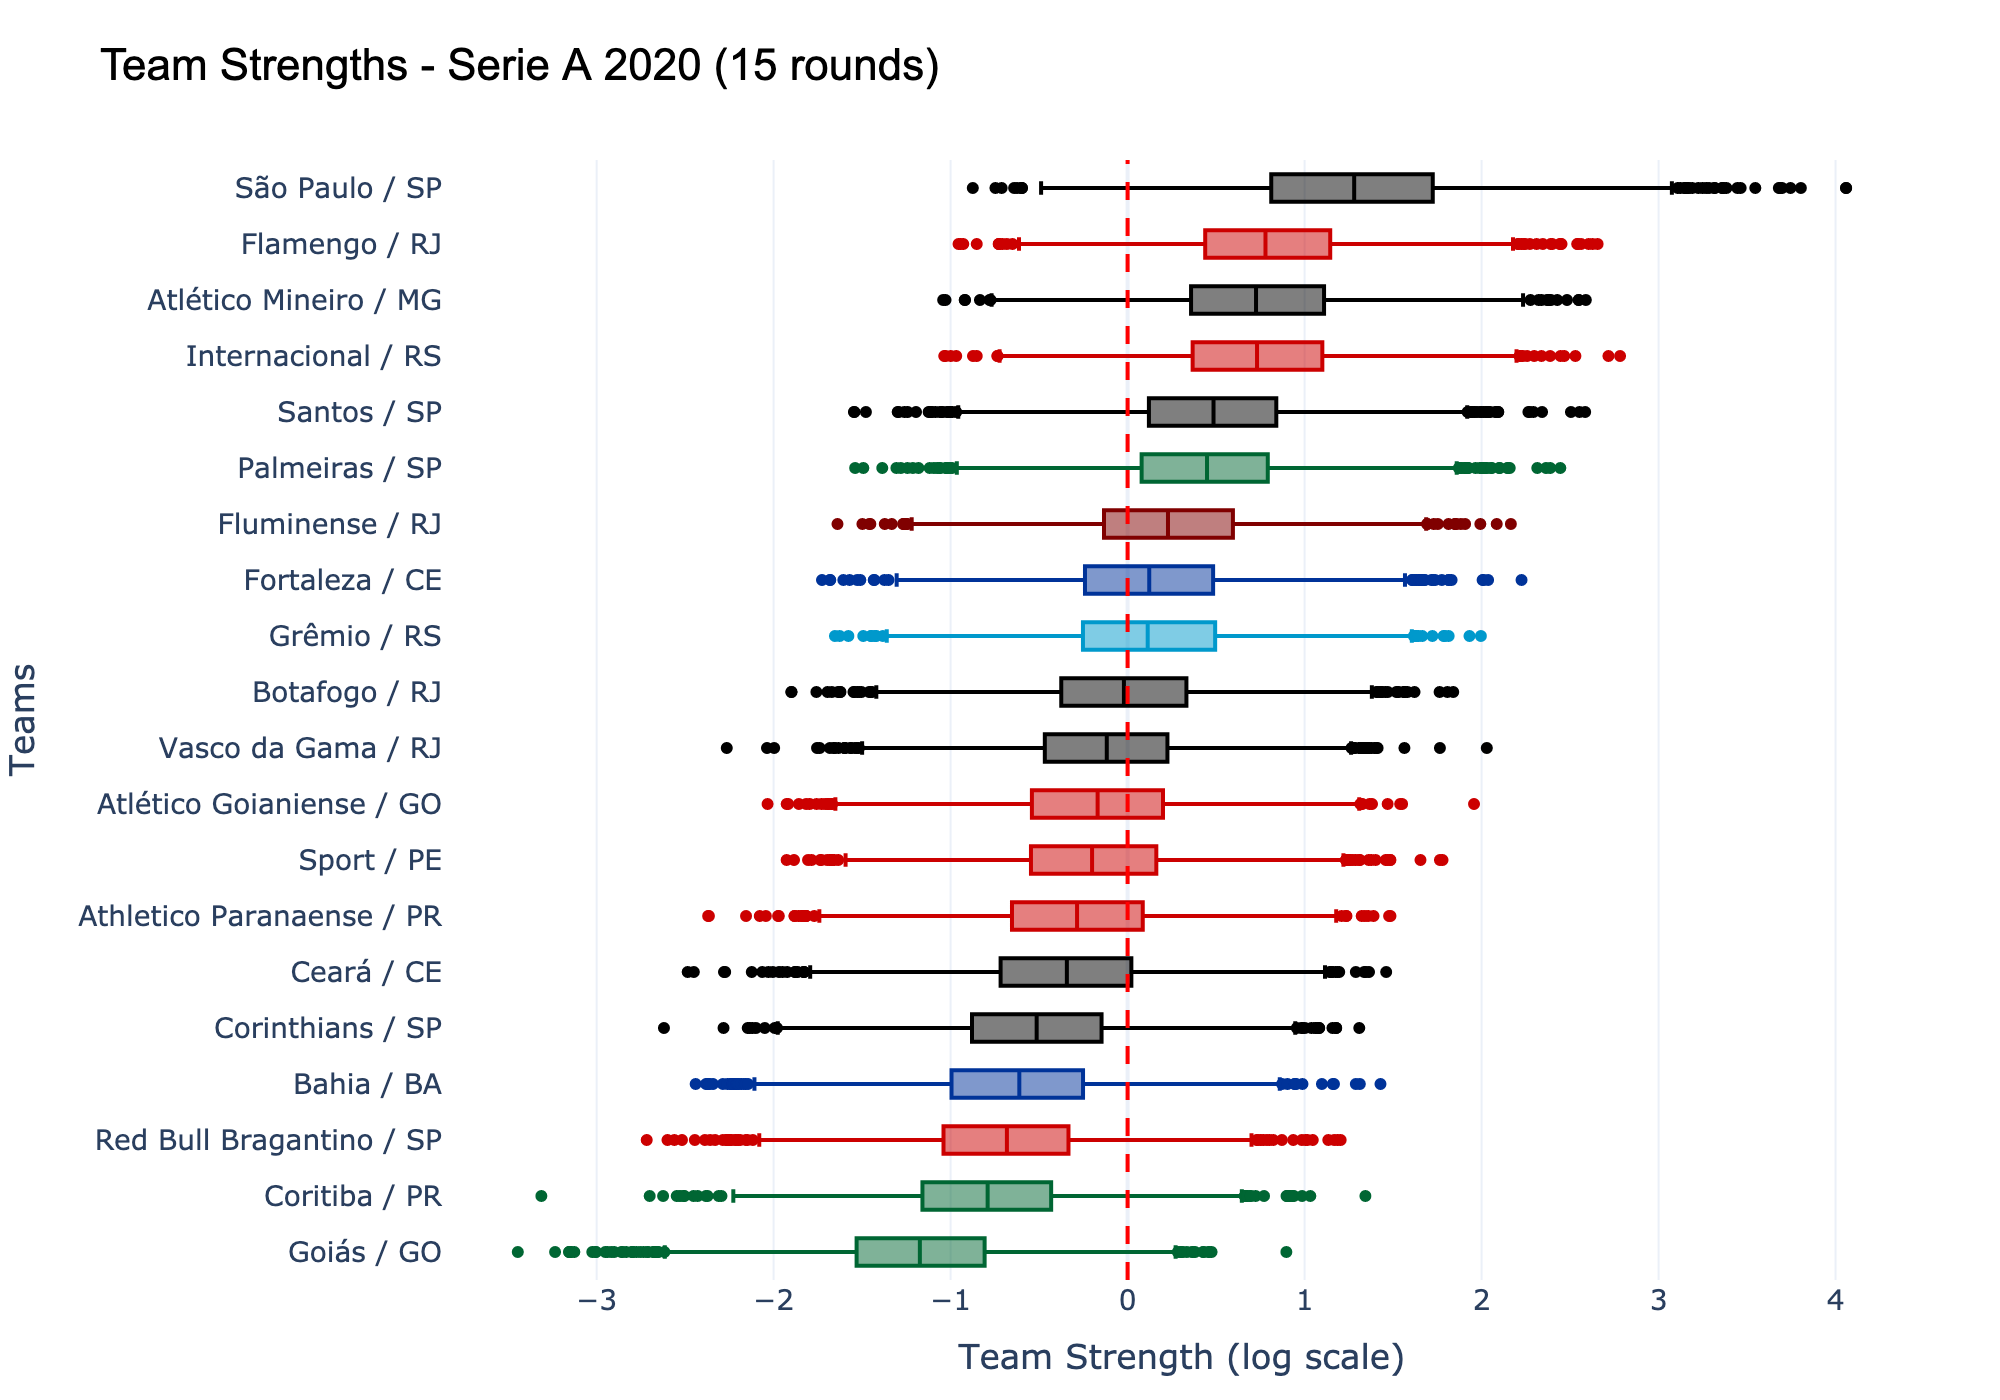 Team Strengths - Serie A 2020 (15 rounds)
São Paulo / SP
Flamengo / RJ
Atlético Mineiro / MG
Internacional / RS
Santos / SP
Palmeiras / SP
Fluminense / RJ
Fortaleza / CE
Grêmio / RS
Botafogo / RJ
Vasco da Gama / RJ
Atlético Goianiense / GO
Sport / PE
Athletico Paranaense / PR
Ceará / CE
Corinthians / SP
Bahia / BA
Red Bull Bragantino / SP
Coritiba / PR
Goiás / GO
Teams
−3 −2 −1 0 1 2 3 4
Team Strength (log scale)